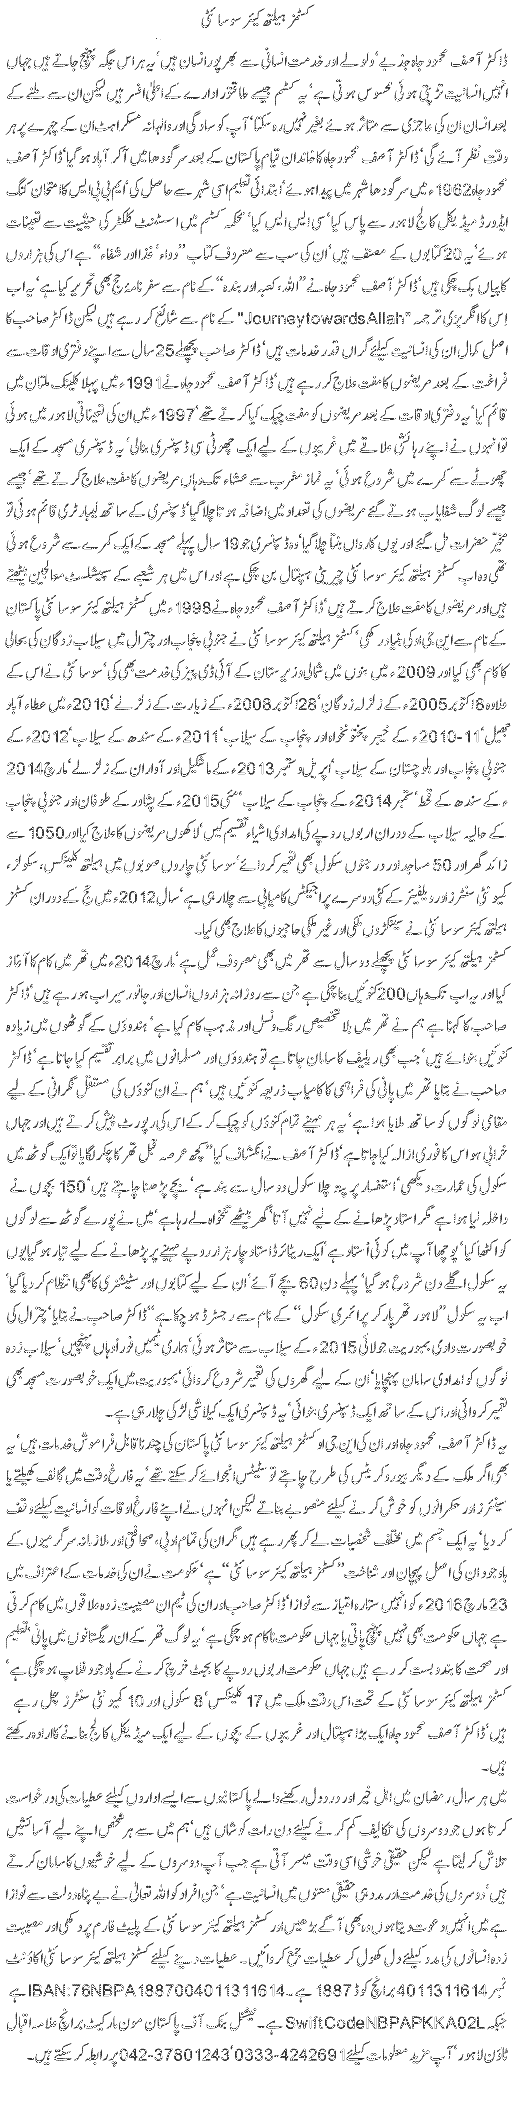 کسٹمز ہیلتھ کیئر سوسائٹی
ڈاکٹر آصف محمود جاہ جذبے، ولولے اور خدمت انسانی سے بھرپور انسان ہیں، یہ ہر اس جگہ پہنچ جاتے ہیں جہاں
انہیں انسانیت تڑپتی ہوئی محسوس ہوتی ہے، یہ کسٹم جیسے طاقتور ادارے کے اعلیٰ افسر ہیں لیکن ان سے ملنے کے
بعد انسان ان کی عاجزی سے متاثر ہوئے بغیر نہیں رہ سکتا، آپ کو سادگی اور والہانہ مسکراہٹ ان کے چہرے پر ہر
وقت نظر آئے گی، ڈاکٹر آصف محمود جاہ کا خاندان قیام پاکستان کے بعد سرگودھا میں آ کر آباد ہو گیا، ڈاکٹر آصف
محمود جاہ 1962ء میں سرگودھا شہر میں پیدا ہوئے، ابتدائی تعلیم اسی شہر سے حاصل کی، ایم بی بی ایس کا امتحان کنگ
ایڈورڈ میڈیکل کالج لاہور سے پاس کیا، سی ایس ایس کیا، محکمہ کسٹم میں اسسٹنٹ کلکٹر کی حیثیت سے تعینات
ہوئے، یہ 20 کتابوں کے مصنف ہیں، ان کی سب سے معروف کتاب ”دواء، غذا اور شفاء“ ہے اس کی ہزاروں
کاپیاں بک چکی ہیں، ڈاکٹر آصف محمود جاہ نے ”اللہ، کعبہ اور بندہ“ کے نام سے سفرنامۂ حج بھی تحریر کیا ہے، یہ اب
اس کا انگریزی ترجمہ "Journey towards Allah" کے نام سے شائع کر رہے ہیں لیکن ڈاکٹر صاحب کا
اصل کمال ان کی انسانیت کیلئے گراں قدر خدمات ہیں، ڈاکٹر صاحب پچھلے 25 سال سے اپنے دفتری اوقات سے
فراغت کے بعد مریضوں کا مفت علاج کر رہے ہیں، ڈاکٹر آصف محمود جاہ نے 1991ء میں پہلا کلینک ملتان میں
قائم کیا، یہ دفتری اوقات کے بعد مریضوں کو مفت چیک کیا کرتے تھے، 1997ء میں ان کی تعیناتی لاہور میں ہوئی
تو انہوں نے اپنے رہائشی علاقے میں غریبوں کے لیے ایک چھوٹی سی ڈسپنسری بنا لی، یہ ڈسپنسری مسجد کے ایک
چھوٹے سے کمرے میں شروع ہوئی، یہ نماز مغرب سے عشاء تک وہاں مریضوں کا مفت علاج کرتے تھے، جیسے
جیسے لوگ شفایاب ہوتے گئے مریضوں کی تعداد میں اضافہ ہوتا چلا گیا، ڈسپنسری کے ساتھ لیبارٹری قائم ہوئی تو
مخیر حضرات مل گئے اور یوں کارواں بنتا چلا گیا، وہ ڈسپنسری جو 19 سال پہلے مسجد کے ایک کمرے سے شروع ہوئی
تھی وہ اب کسٹمز ہیلتھ کیئر سوسائٹی چیریٹی ہسپتال بن چکی ہے اور اس میں ہر شعبے کے سپیشلسٹ معالجین بیٹھتے
ہیں اور مریضوں کا مفت علاج کرتے ہیں، ڈاکٹر آصف محمود جاہ نے 1998ء میں کسٹمز ہیلتھ کیئر سوسائٹی پاکستان
کے نام سے این جی او کی بنیاد رکھی، کسٹمز ہیلتھ کیئر سوسائٹی نے جنوبی پنجاب اور چترال میں سیلاب زدگان کی بحالی
کا کام بھی کیا اور 2009ء میں بنوں میں شمالی وزیرستان کے آئی ڈی پیز کی خدمت بھی کی، سوسائٹی نے اس کے
علاوہ 8 اکتوبر 2005ء کے زلزلہ زدگان، 28 اکتوبر 2008ء کے زیارت کے زلزلے، 2010ء میں عطاء آباد
جھیل، 11-2010ء کے خیبر پختونخواہ اور پنجاب کے سیلاب، 2011ء کے سندھ کے سیلاب، 2012ء کے
جنوبی پنجاب اور بلوچستان کے سیلاب، اپریل و ستمبر 2013ء کے ماشکیل اور آواران کے زلزلے، مارچ 2014
ء کے سندھ کے قحط، ستمبر 2014ء کے پنجاب کے سیلاب، مئی 2015ء کے پشاور کے طوفان اور جنوبی پنجاب
کے حالیہ سیلاب کے دوران اربوں روپے کی امدادی اشیاء تقسیم کیں، لاکھوں مریضوں کا علاج کیا اور 1050 سے
زائد گھر اور 50 مساجد اور درجنوں سکول بھی تعمیر کروائے، سوسائٹی چاروں صوبوں میں ہیلتھ کلینکس، سکولز،
کمیونٹی سنٹرز اور ویلفیئر کے کئی دوسرے پراجیکٹس کامیابی سے چلا رہی ہے، سال 2012ء میں حج کے دوران کسٹمز
ہیلتھ کیئر سوسائٹی نے سینکڑوں ملکی اور غیر ملکی حاجیوں کا علاج بھی کیا۔
کسٹمز ہیلتھ کیئر سوسائٹی پچھلے دو سال سے تھر میں بھی مصروف عمل ہے، مارچ 2014ء میں تھر میں کام کا آغاز
کیا اور یہ اب تک وہاں 200 کنوئیں بنا چکی ہے جن سے روزانہ ہزاروں انسان اور جانور سیراب ہو رہے ہیں، ڈاکٹر
صاحب کا کہنا ہے ہم نے تھر میں بلاتخصیص رنگ و نسل اور مذہب کام کیا ہے، ہندوؤں کے گوٹھوں میں زیادہ
کنوئیں بنوائے ہیں، جب بھی ریلیف کا سامان جاتا ہے تو ہندوؤں اور مسلمانوں میں برابر تقسیم کیا جاتا ہے، ڈاکٹر
صاحب نے بتایا تھر میں پانی کی فراہمی کا کامیاب ذریعہ کنوئیں ہیں، ہم نے ان کنوؤں کی مستقل نگرانی کے لیے
مقامی لوگوں کو ساتھ ملایا ہوا ہے، یہ ہر مہینے تمام کنوؤں کو چیک کر کے اس کی رپورٹ پیش کرتے ہیں اور جہاں
خرابی ہو اس کا فوری ازالہ کیا جاتا ہے، ڈاکٹر آصف نے انکشاف کیا ”کچھ عرصہ قبل تھر کا چکر لگایا تو ایک گوٹھ میں
سکول کی عمارت دیکھی، استفسار پر پتہ چلا سکول دو سال سے بند ہے، بچے پڑھنا چاہتے ہیں، 150 بچوں نے
داخلہ لیا ہوا ہے مگر استاد پڑھانے کے لیے نہیں آتا، گھر بیٹھے تنخواہ لے رہا ہے، میں نے پورے گوٹھ سے لوگوں
کو اکٹھا کیا، پوچھا آپ میں کوئی استاد ہے، ایک ریٹائرڈ استاد چار ہزار روپے مہینے پر پڑھانے کے لیے تیار ہو گیا یوں
یہ سکول اگلے دن شروع ہو گیا، پہلے دن 60 بچے آئے، ان کے لیے کتابوں اور سٹیشنری کا بھی انتظام کر دیا گیا،
اب یہ سکول ”لاہور تھرپارکر پرائمری سکول“ کے نام سے رجسٹرڈ ہو چکا ہے“ ڈاکٹر صاحب نے بتایا، چترال کی
خوبصورت وادی بمبوریت جولائی 2015ء کے سیلاب سے متاثر ہوئی، ہماری ٹیمیں فوراً وہاں پہنچیں، سیلاب زدہ
لوگوں کو امدادی سامان پہنچایا، ان کے لیے گھروں کی تعمیر شروع کروائی، بمبوریت میں ایک خوبصورت مسجد بھی
تعمیر کروائی اور اس کے ساتھ ایک ڈسپنسری بنوائی، یہ ڈسپنسری ایک کیلاشی لڑکی چلا رہی ہے۔
یہ ڈاکٹر آصف محمود جاہ اور ان کی این جی او کسٹمز ہیلتھ کیئر سوسائٹی پاکستان کی چند ناقابل فراموش خدمات ہیں، یہ
بھی اگر ملک کے دیگر بیوروکریٹس کی طرح چاہتے تو سٹیٹس انجوائے کر سکتے تھے، یہ فارغ وقت میں گالف کھیلتے یا
سینئرز اور حکمرانوں کو خوش کرنے کیلئے منصوبے بناتے لیکن انہوں نے اپنے فارغ اوقات کو انسانیت کیلئے وقف
کر دیا، یہ ایک جسم میں مختلف شخصیات لے کر پھر رہے ہیں مگر ان کی تمام ادبی، صحافتی اور ملازمانہ سرگرمیوں کے
باوجود ان کی اصل پہچان اور شناخت ”کسٹمز ہیلتھ کیئر سوسائٹی“ ہے، حکومت نے ان کی خدمات کے اعتراف میں
23 مارچ 2016ء کو انہیں ستارہ امتیاز سے نوازا، ڈاکٹر صاحب اور ان کی ٹیم ان مصیبت زدہ علاقوں میں کام کرتی
ہے جہاں حکومت بھی نہیں پہنچ پاتی یا جہاں حکومت ناکام ہو چکی ہے، یہ لوگ تھر کے ان ریگستانوں میں پانی، تعلیم
اور صحت کا بندوبست کر رہے ہیں جہاں حکومت اربوں روپے کا بجٹ خرچ کرنے کے باوجود فلاپ ہو چکی ہے،
کسٹمز ہیلتھ کیئر سوسائٹی کے تحت اس وقت ملک میں 17 کلینکس، 8 سکول اور 10 کمیونٹی سنٹرز چل رہے
ہیں، ڈاکٹر آصف محمود جاہ ایک بڑا ہسپتال اور غریبوں کے بچوں کے لیے ایک میڈیکل کالج بنانے کا ارادہ رکھتے
ہیں۔
میں ہر سال رمضان میں اہل خیر اور درد دل رکھنے والے پاکستانیوں سے ایسے اداروں کیلئے عطیات کی درخواست
کرتا ہوں جو دوسروں کی تکالیف کم کرنے کیلئے دن رات کوشاں ہیں، ہم میں سے ہر شخص اپنے لیے آسائشیں
تلاش کر لیتا ہے لیکن حقیقی خوشی اسی وقت میسر آتی ہے جب آپ دوسروں کے لیے خوشیوں کا سامان کرتے
ہیں، دوسروں کی خدمت اور مدد ہی حقیقی معنوں میں انسانیت ہے، جن افراد کو اللہ تعالیٰ نے بے پناہ دولت سے نوازا
ہے میں انہیں دعوت دیتا ہوں وہ بھی آگے بڑھیں اور کسٹمز ہیلتھ کیئر سوسائٹی کے پلیٹ فارم پر دکھی اور مصیبت
زدہ انسانوں کی مدد کیلئے دل کھول کر عطیات جمع کروائیں۔ عطیات دینے کیلئے کسٹمز ہیلتھ کیئر سوسائٹی اکاؤنٹ
نمبر 4011311614 برانچ کوڈ 1887 ہے۔ IBAN:76NBPA1887004011311614 ہے
جبکہ Swift Code NBPAPKKA02L ہے۔ نیشنل بنک آف پاکستان مون مارکیٹ برانچ علامہ اقبال
ٹاؤن لاہور، آپ مزید معلومات کیلئے 0333-4242691، 042-37801243 پر رابطہ کر سکتے ہیں۔